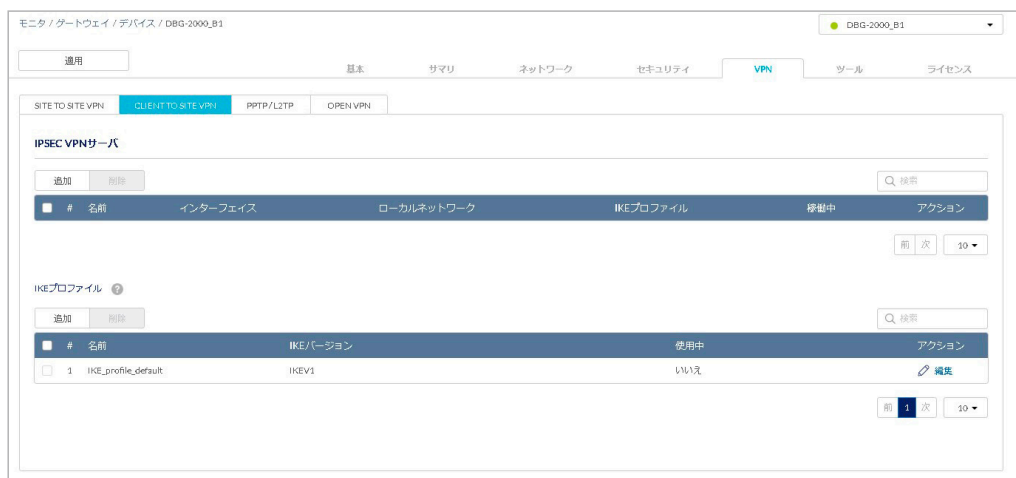 モニタ / ゲートウェイ / デバイス / DBG-2000_B1
DBG-2000_B1
適用
基本 サマリ ネットワーク セキュリティ VPN ツール ライセンス
SITE TO SITE VPN CLIENT TO SITE VPN PPTP/L2TP OPEN VPN
IPSEC VPNサーバ
追加 削除 検索
# 名前 インターフェイス ローカルネットワーク IKEプロファイル 稼働中 アクション
前 次 10
IKEプロファイル ?
追加 削除 検索
# 名前 IKEバージョン 使用中 アクション
1 IKE_profile_default IKEV1 いいえ 編集
前 1 次 10